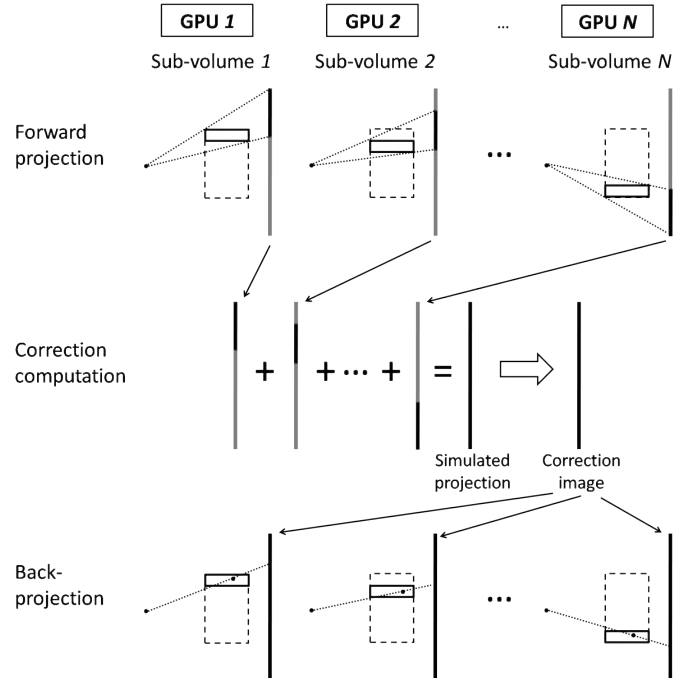 GPU 1
GPU 2
...
GPU N
Sub-volume 1
Sub-volume 2
Sub-volume N
Forward
projection
...
Correction
computation
+ + ... + =
Simulated
projection
Correction
image
Back-
projection
...